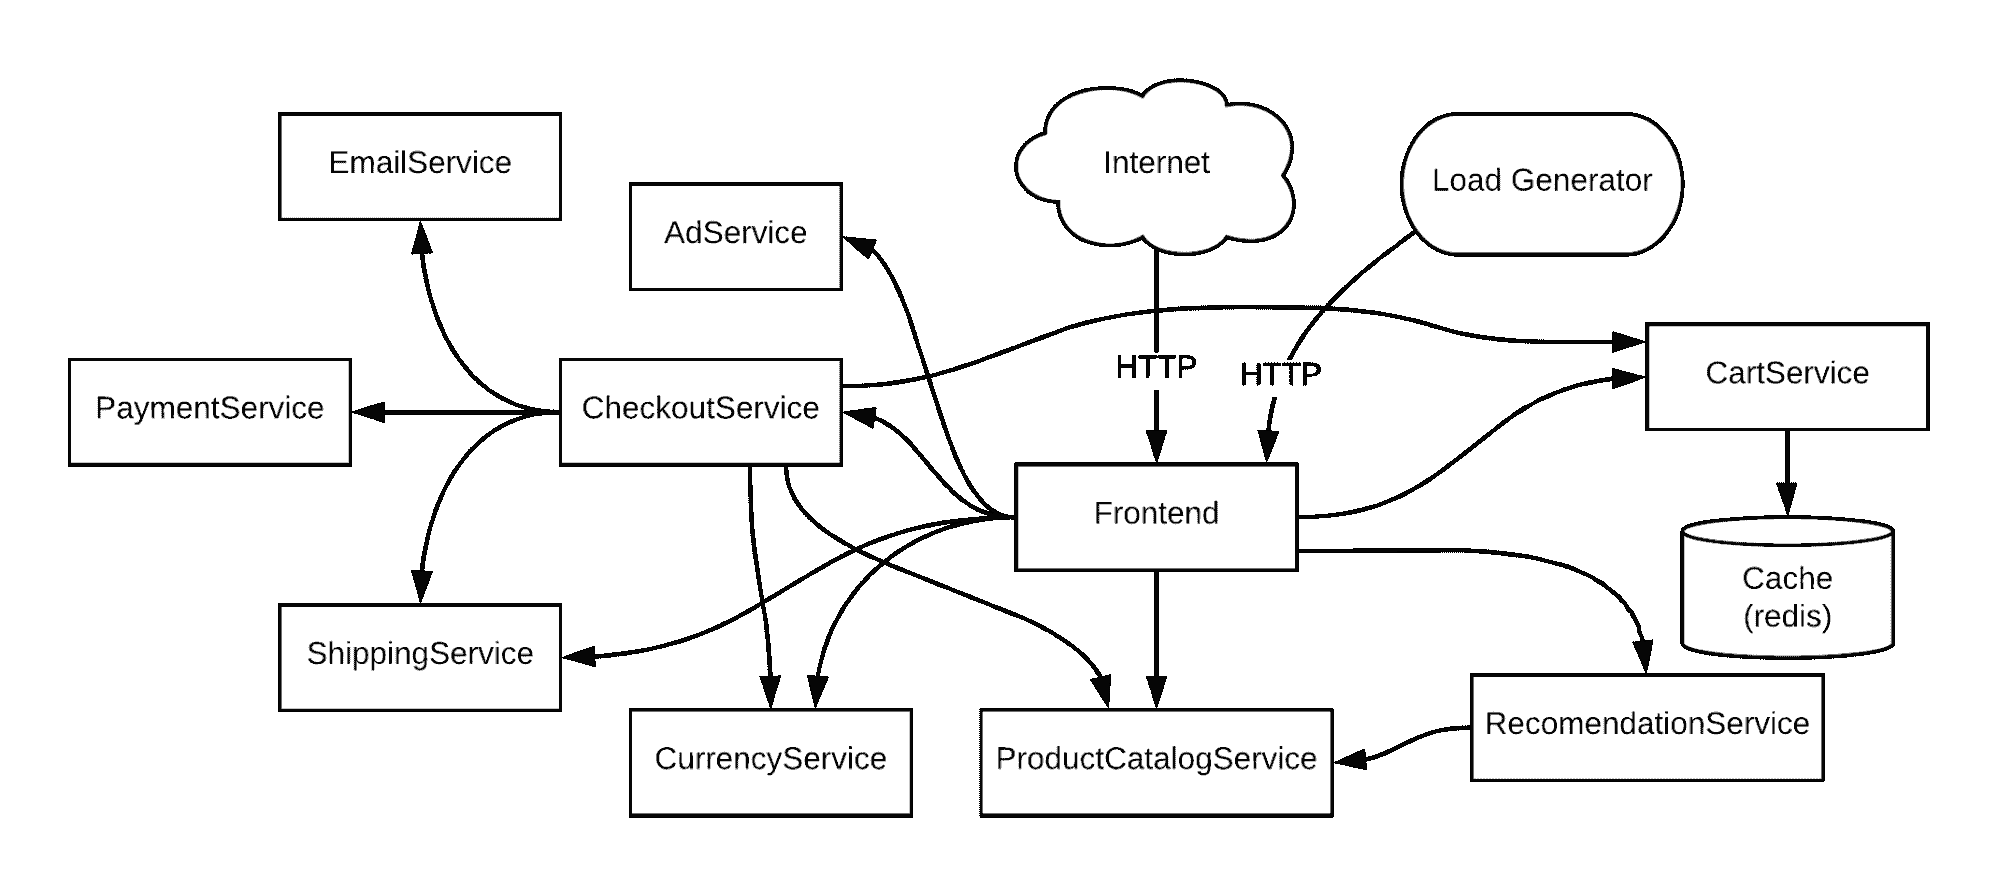 EmailService
Internet
Load Generator
AdService
HTTP
HTTP
CartService
PaymentService
CheckoutService
Frontend
Cache
(redis)
ShippingService
RecomendationService
CurrencyService
ProductCatalogService